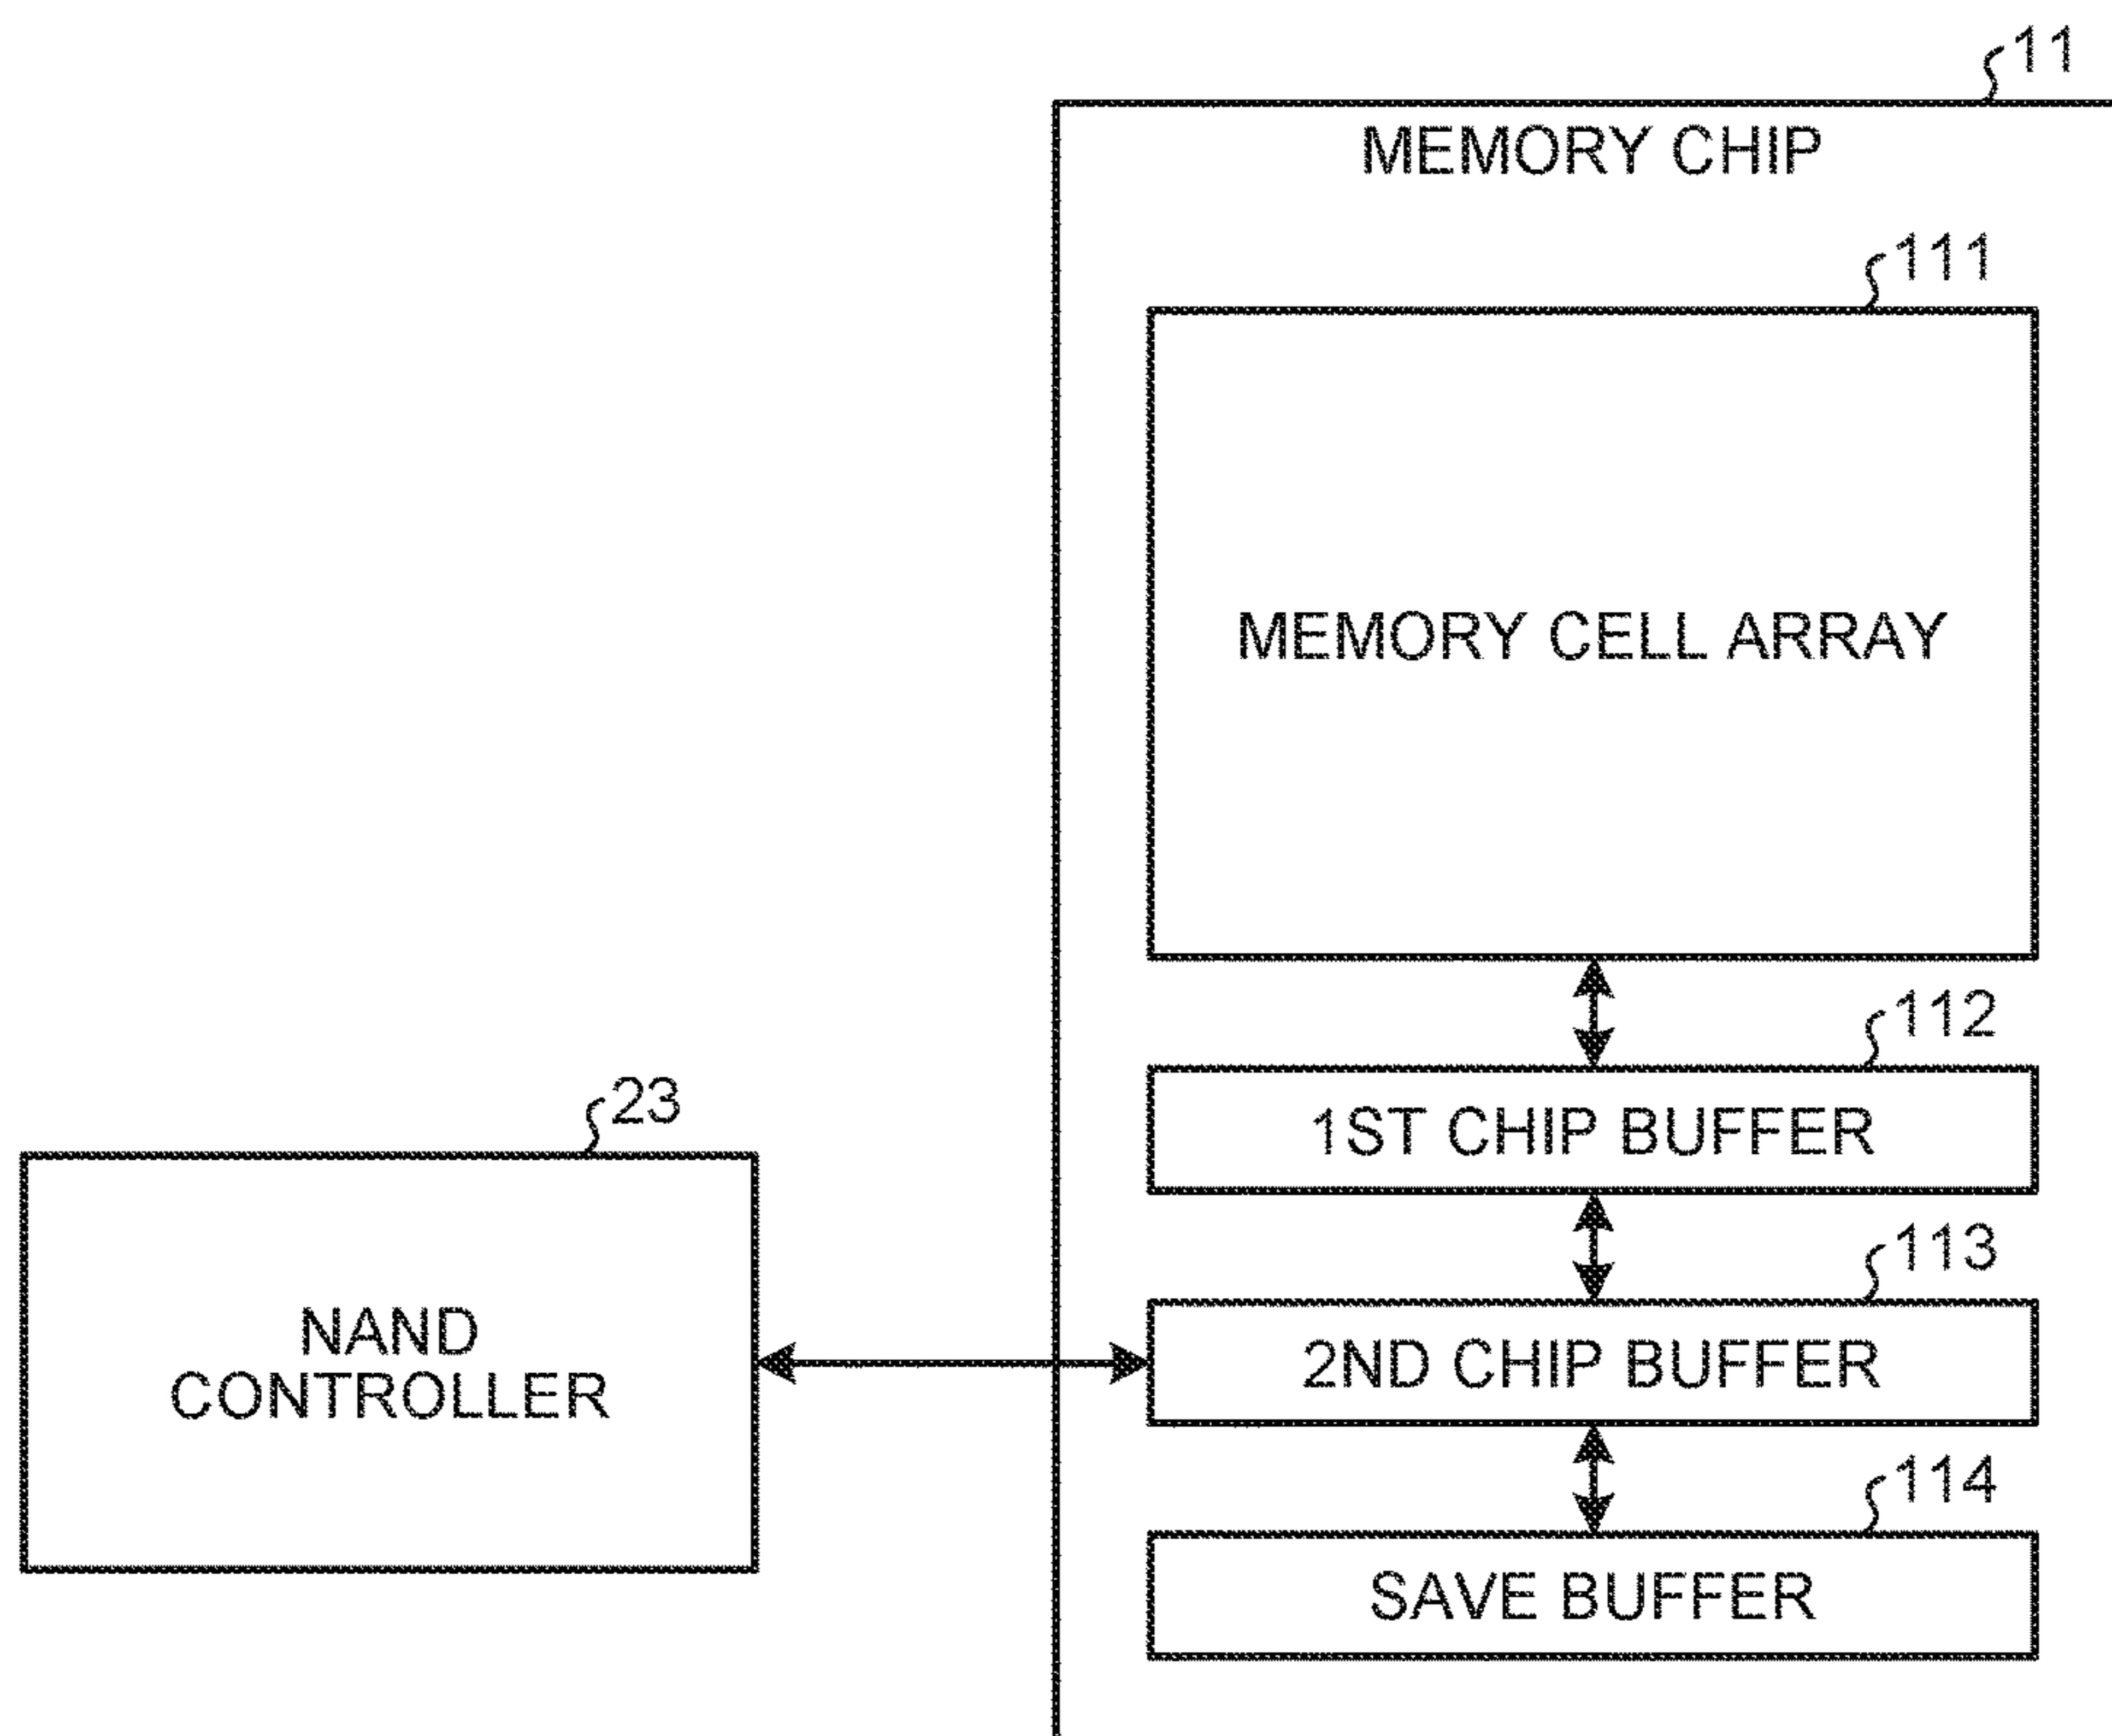 11
MEMORY CHIP
111
MEMORY CELL ARRAY
112
1ST CHIP BUFFER
23
113
NAND
CONTROLLER
2ND CHIP BUFFER
114
SAVE BUFFER